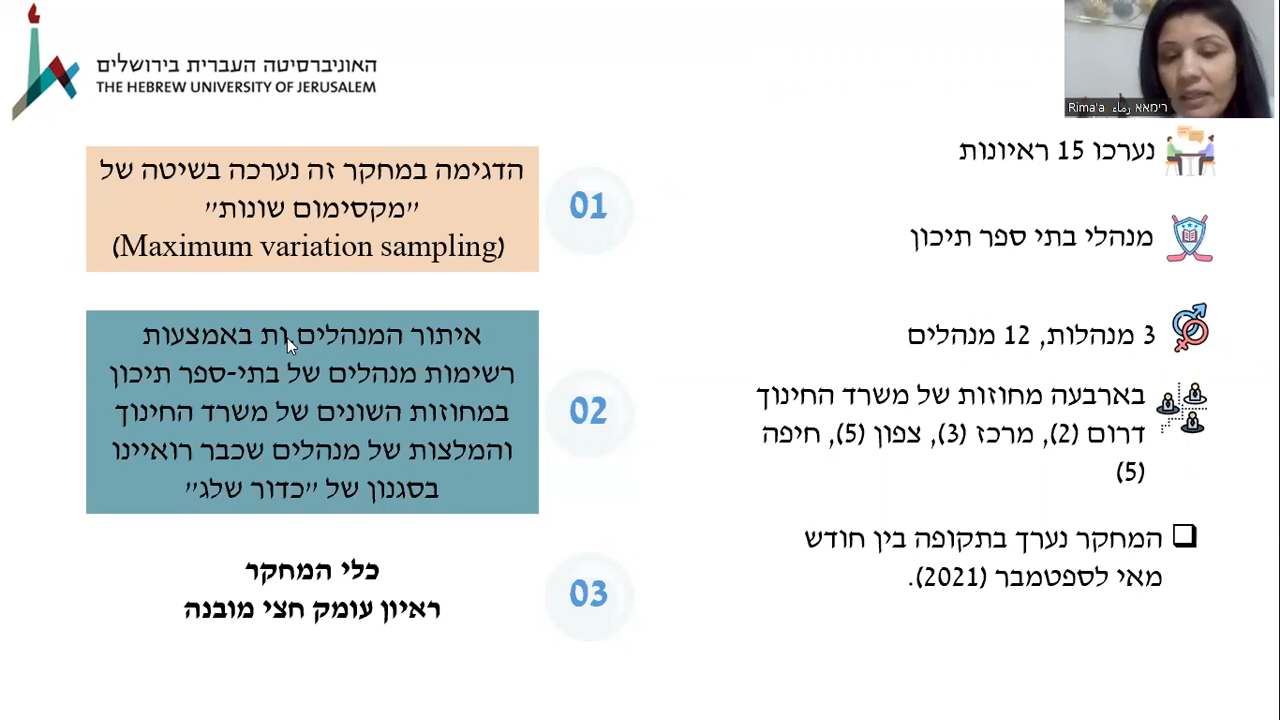 האוניברסיטה העברית בירושלים
THE HEBREW UNIVERSITY OF JERUSALEM
Rima'a רימאא رماء
נערכו 15 ראיונות
מנהלי בתי ספר תיכון
3 מנהלות, 12 מנהלים
בארבעה מחוזות של משרד החינוך
דרום (2), מרכז (3), צפון (5), חיפה
(5)
המחקר נערך בתקופה בין חודש
מאי לספטמבר (2021).
01
הדגימה במחקר זה נערכה בשיטה של
"מקסימום שונות"
(Maximum variation sampling)
02
איתור המנהלים.ות באמצעות
רשימות מנהלים של בתי-ספר תיכון
במחוזות השונים של משרד החינוך
והמלצות של מנהלים שכבר רואיינו
בסגנון של "כדור שלג"
03
כלי המחקר
ראיון עומק חצי מובנה